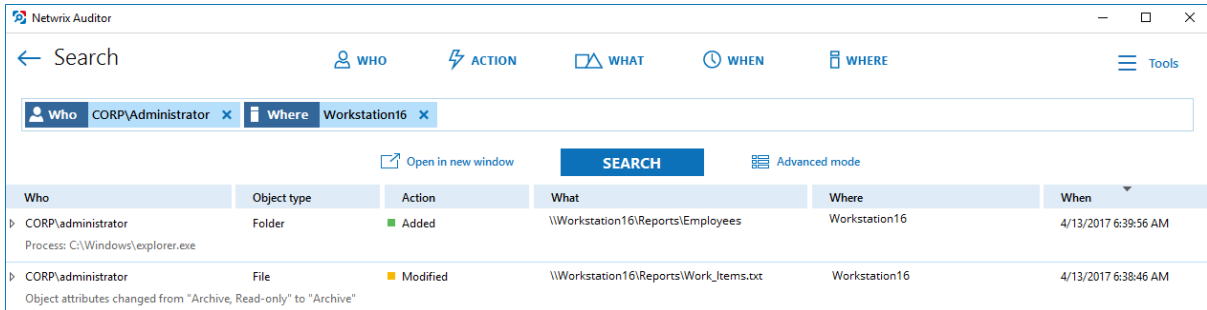 Netwrix Auditor
Search WHO ACTION WHAT WHEN WHERE Tools
Who CORP\Administrator Where Workstation16
Open in new window SEARCH Advanced mode
Who Object type Action What Where When
CORP\administrator Folder Added \\Workstation16\Reports\Employees Workstation16 4/13/2017 6:39:56 AM
Process: C:\Windows\explorer.exe
CORP\administrator File Modified \\Workstation16\Reports\Work_Items.txt Workstation16 4/13/2017 6:38:46 AM
Object attributes changed from "Archive, Read-only" to "Archive"